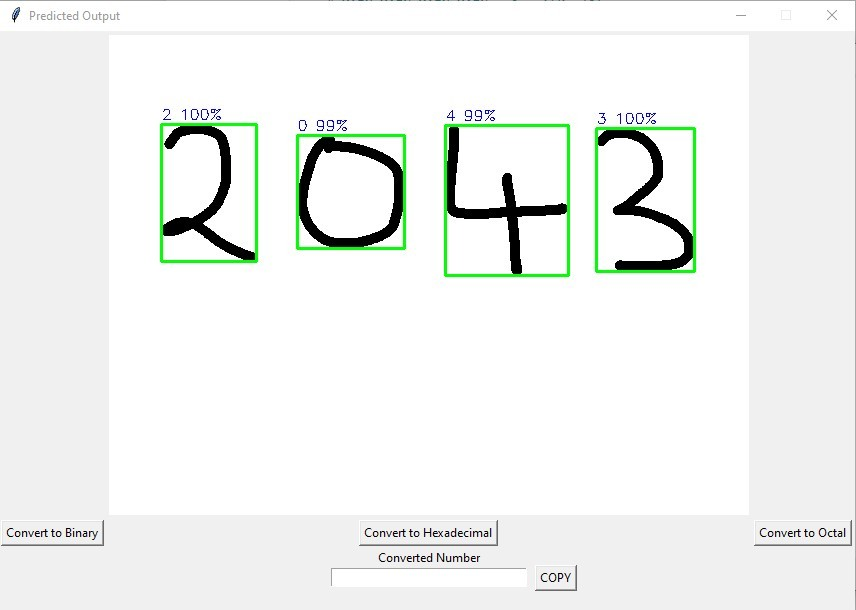 Predicted Output
2 100% 0 99% 4 99% 3 100%
2 0 4 3
Convert to Binary Convert to Hexadecimal Convert to Octal
Converted Number
COPY